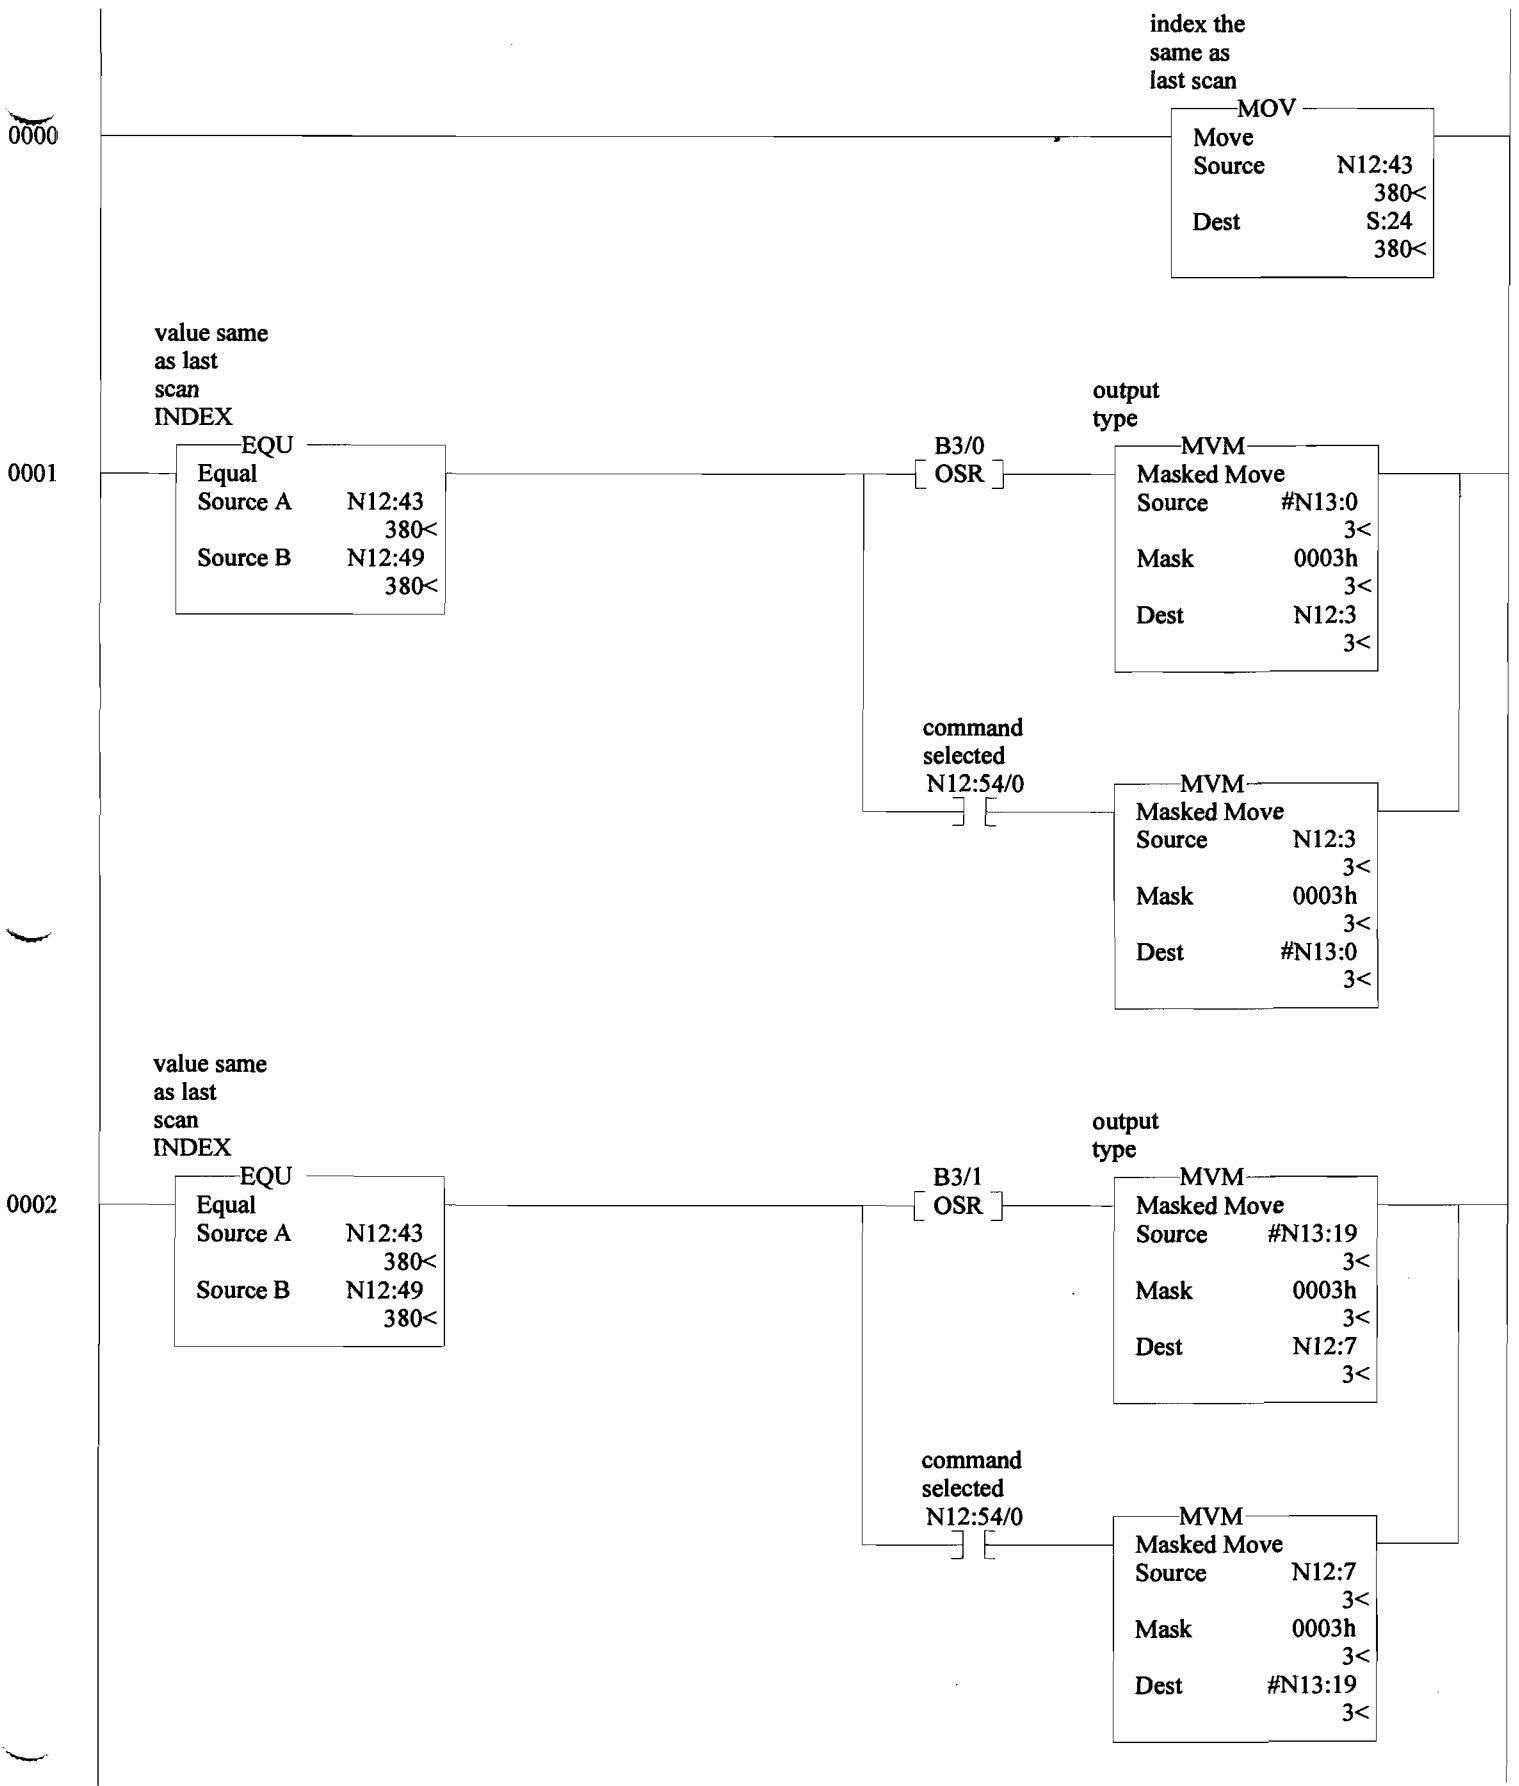 index the
same as
last scan
MOV
0000
Move
Source N12:43
380<
Dest S:24
380<
value same
as last
scan
INDEX
output
type
EQU
B3/0
MVM
0001
Equal
OSR
Masked Move
Source A N12:43
Source #N13:0
380<
3<
Source B N12:49
Mask 0003h
380<
3<
Dest N12:3
3<
command
selected
N12:54/0
MVM
Masked Move
Source N12:3
3<
Mask 0003h
3<
Dest #N13:0
3<
value same
as last
scan
INDEX
output
type
EQU
B3/1
MVM
0002
Equal
OSR
Masked Move
Source A N12:43
Source #N13:19
380<
3<
Source B N12:49
Mask 0003h
380<
3<
Dest N12:7
3<
command
selected
N12:54/0
MVM
Masked Move
Source N12:7
3<
Mask 0003h
3<
Dest #N13:19
3<